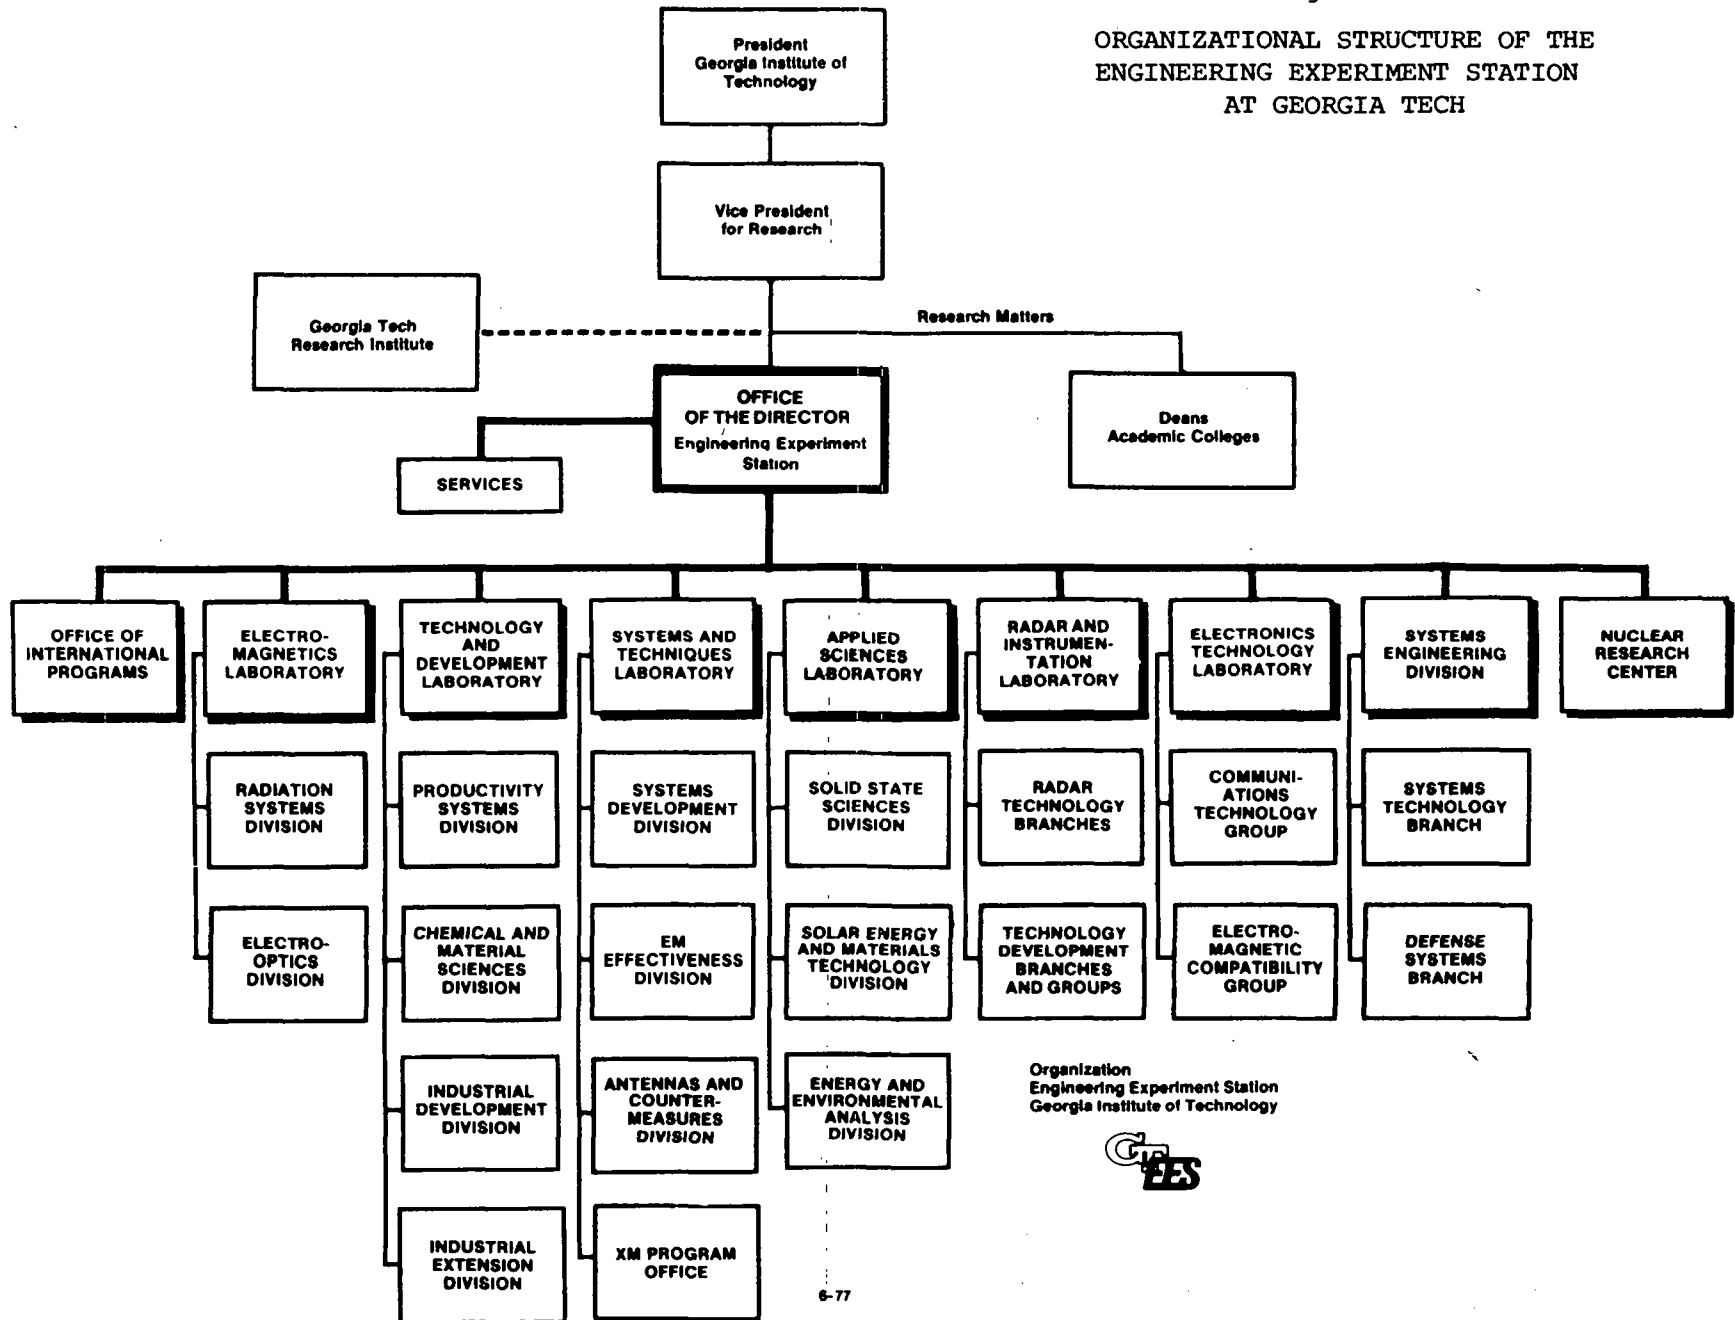 ORGANIZATIONAL STRUCTURE OF THE
ENGINEERING EXPERIMENT STATION
AT GEORGIA TECH
President
Georgia Institute of
Technology
Vice President
for Research
Georgia Tech
Research Institute
Research Matters
OFFICE
OF THE DIRECTOR
Engineering Experiment
Station
Deans
Academic Colleges
SERVICES
OFFICE OF
INTERNATIONAL
PROGRAMS
ELECTRO-
MAGNETICS
LABORATORY
TECHNOLOGY
AND
DEVELOPMENT
LABORATORY
SYSTEMS AND
TECHNIQUES
LABORATORY
APPLIED
SCIENCES
LABORATORY
RADAR AND
INSTRUMEN-
TATION
LABORATORY
ELECTRONICS
TECHNOLOGY
LABORATORY
SYSTEMS
ENGINEERING
DIVISION
NUCLEAR
RESEARCH
CENTER
RADIATION
SYSTEMS
DIVISION
PRODUCTIVITY
SYSTEMS
DIVISION
SYSTEMS
DEVELOPMENT
DIVISION
SOLID STATE
SCIENCES
DIVISION
RADAR
TECHNOLOGY
BRANCHES
COMMUNI-
ATIONS
TECHNOLOGY
GROUP
SYSTEMS
TECHNOLOGY
BRANCH
ELECTRO-
OPTICS
DIVISION
CHEMICAL AND
MATERIAL
SCIENCES
DIVISION
EM
EFFECTIVENESS
DIVISION
SOLAR ENERGY
AND MATERIALS
TECHNOLOGY
DIVISION
TECHNOLOGY
DEVELOPMENT
BRANCHES
AND GROUPS
ELECTRO-
MAGNETIC
COMPATIBILITY
GROUP
DEFENSE
SYSTEMS
BRANCH
INDUSTRIAL
DEVELOPMENT
DIVISION
ANTENNAS AND
COUNTER-
MEASURES
DIVISION
ENERGY AND
ENVIRONMENTAL
ANALYSIS
DIVISION
Organization
Engineering Experiment Station
Georgia Institute of Technology
GT
EES
INDUSTRIAL
EXTENSION
DIVISION
XM PROGRAM
OFFICE
6-77